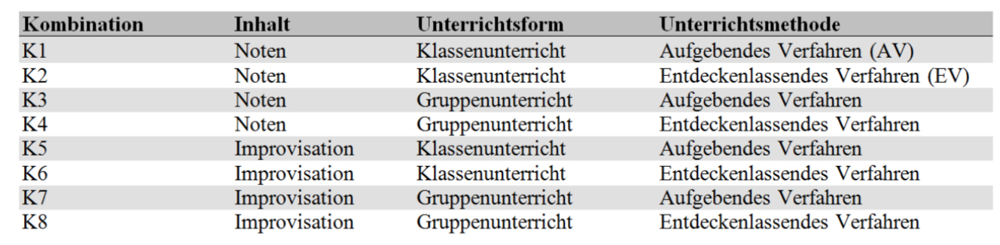 Kombination Inhalt Unterrichtsform Unterrichtsmethode
K1 Noten Klassenunterricht Aufgebendes Verfahren (AV)
K2 Noten Klassenunterricht Entdeckenlassendes Verfahren (EV)
K3 Noten Gruppenunterricht Aufgebendes Verfahren
K4 Noten Gruppenunterricht Entdeckenlassendes Verfahren
K5 Improvisation Klassenunterricht Aufgebendes Verfahren
K6 Improvisation Klassenunterricht Entdeckenlassendes Verfahren
K7 Improvisation Gruppenunterricht Aufgebendes Verfahren
K8 Improvisation Gruppenunterricht Entdeckenlassendes Verfahren